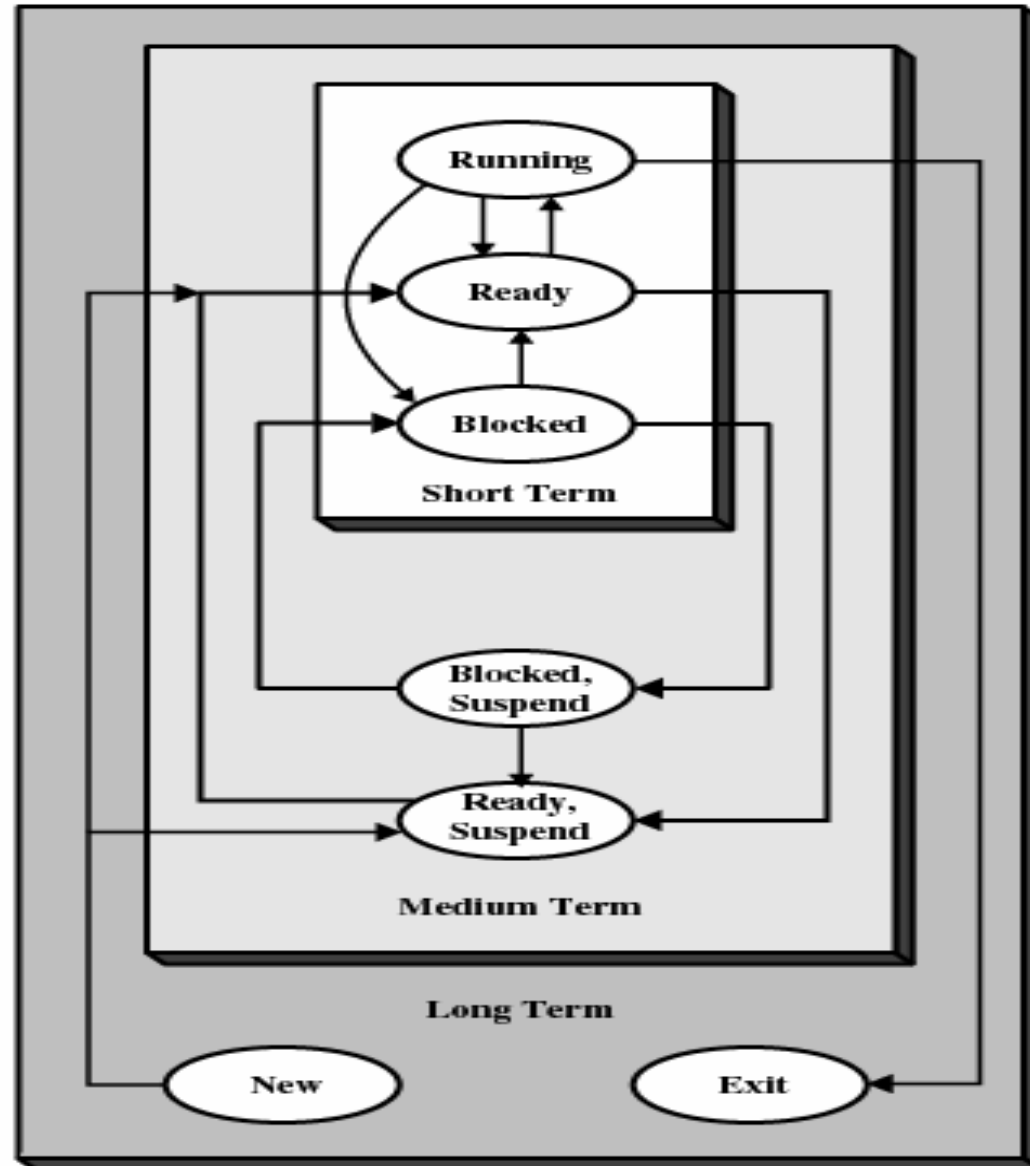 Running
Ready
Blocked
Short Term
Blocked,
Suspend
Ready,
Suspend
Medium Term
Long Term
New
Exit